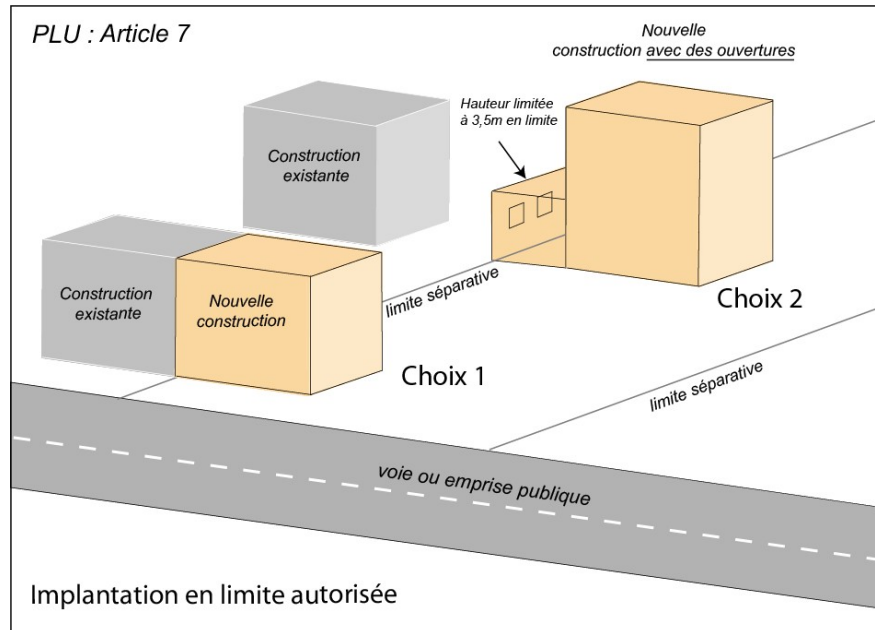 PLU : Article 7
Nouvelle
construction avec des ouvertures
Hauteur limitée
à 3,5m en limite
Construction
existante
Construction
existante
Nouvelle
construction
limite séparative
Choix 2
Choix 1
limite séparative
voie ou emprise publique
Implantation en limite autorisée